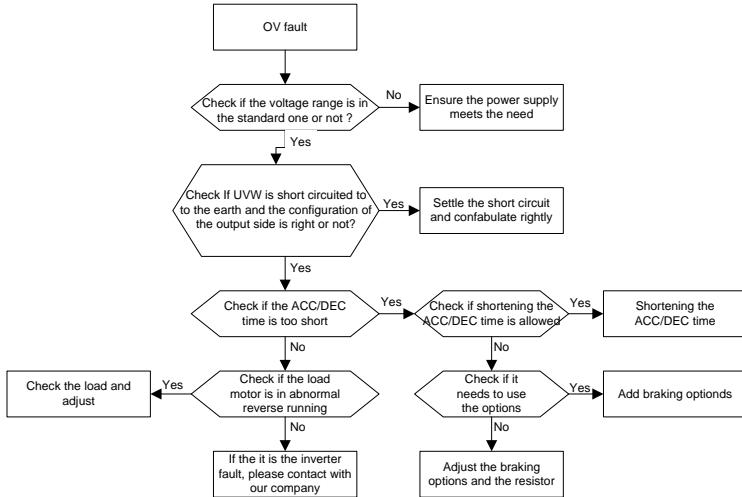 OV fault
Check if the voltage range is in
the standard one or not ?
No
Ensure the power supply
meets the need
Yes
Check If UVW is short circuited to
to the earth and the configuration of
the output side is right or not?
Yes
Settle the short circuit
and confabulate rightly
Yes
Check if the ACC/DEC
time is too short
Yes
Check if shortening the
ACC/DEC time is allowed
Yes
Shortening the
ACC/DEC time
No
No
Check the load and
adjust
Yes
Check if the load
motor is in abnormal
reverse running
Check if it
needs to use
the options
Yes
Add braking optionds
No
No
If the it is the inverter
fault, please contact with
our company
Adjust the braking
options and the resistor